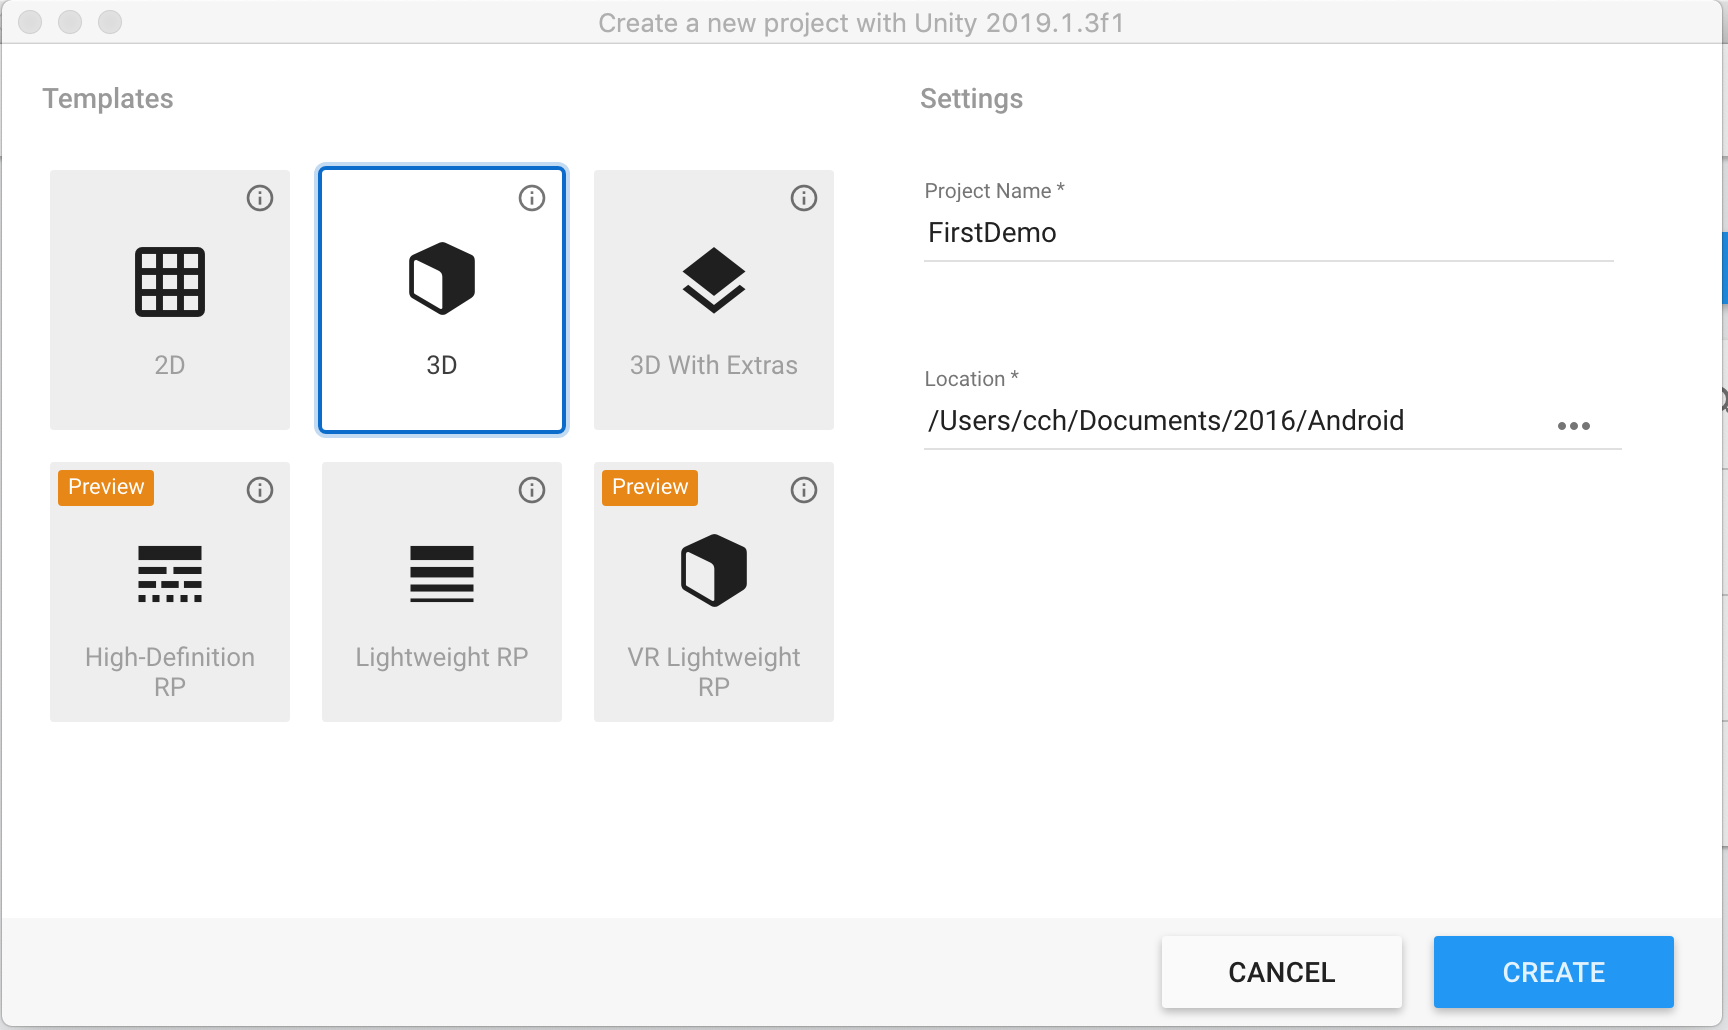 Create a new project with Unity 2019.1.3f1
Templates
Settings
2D
3D
3D With Extras
Preview
High-Definition
RP
Lightweight RP
Preview
VR Lightweight
RP
Project Name *
FirstDemo
Location *
/Users/cch/Documents/2016/Android
CANCEL
CREATE